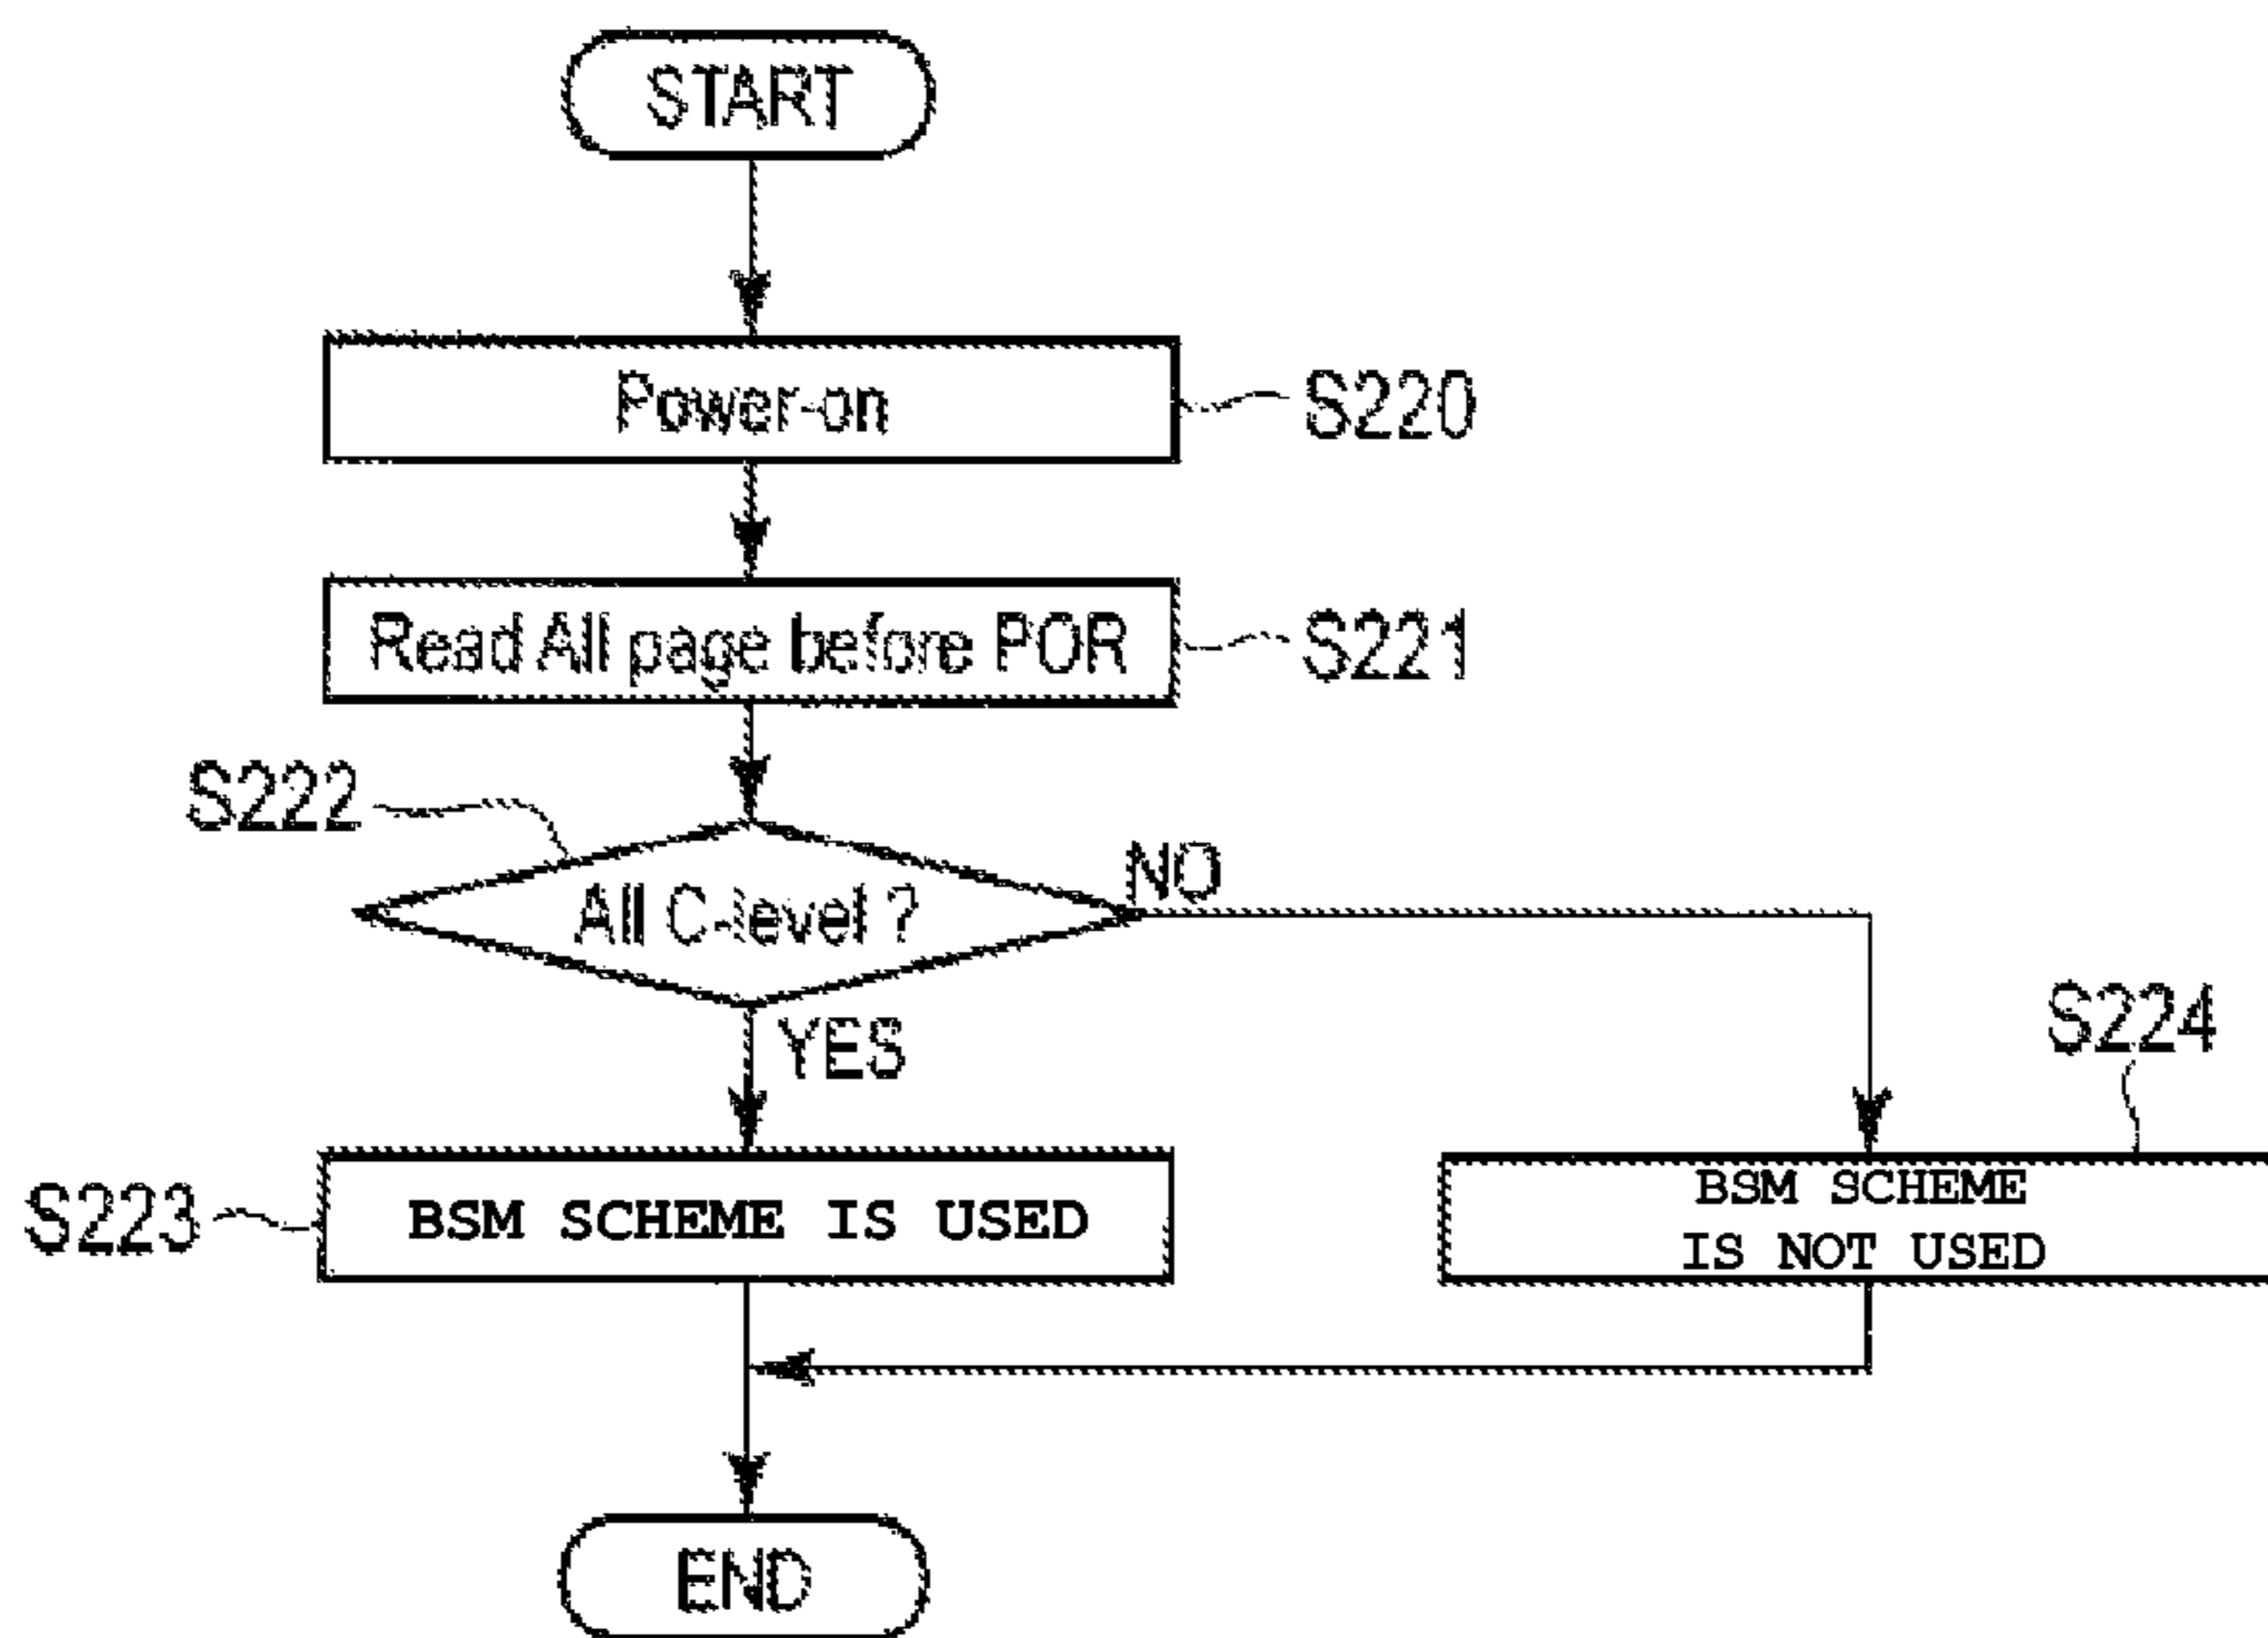 START
Power-on
S220
Read All page before POR
S221
S222
All C-level ?
NO
YES
S224
S223
BSM SCHEME IS USED
BSM SCHEME
IS NOT USED
END